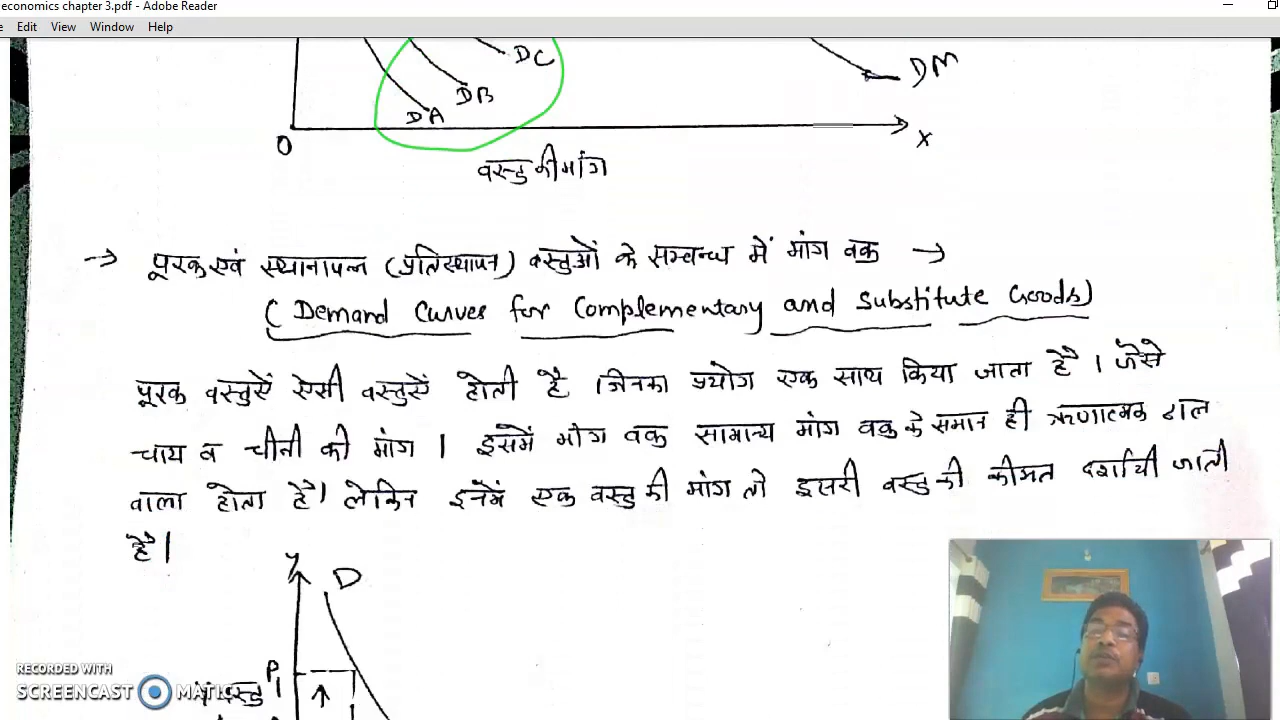 economics chapter 3.pdf - Adobe Reader
Edit View Window Help
DC
DM
DB
DA
O
X
वस्तु की मांग
→ पूरक एवं स्थानापन्न (प्रतिस्थापन) वस्तुओं के सम्बन्ध में मांग वक्र →
( Demand Curves for Complementary and Substitute Goods)
पूरक वस्तुएँ ऐसी वस्तुएँ होती है जिनका प्रयोग एक साथ किया जाता है । जैसे
चाय व चीनी की मांग । इसमें मांग वक्र सामान्य मांग वक्र के समान ही ऋणात्मक ढाल
वाला होता है। लेकिन इनमें एक वस्तु की मांग तो दूसरी वस्तु की कीमत दर्शायी जाती
है।
y
D
P1
वस्तु
RECORDED WITH
SCREENCAST MATIC